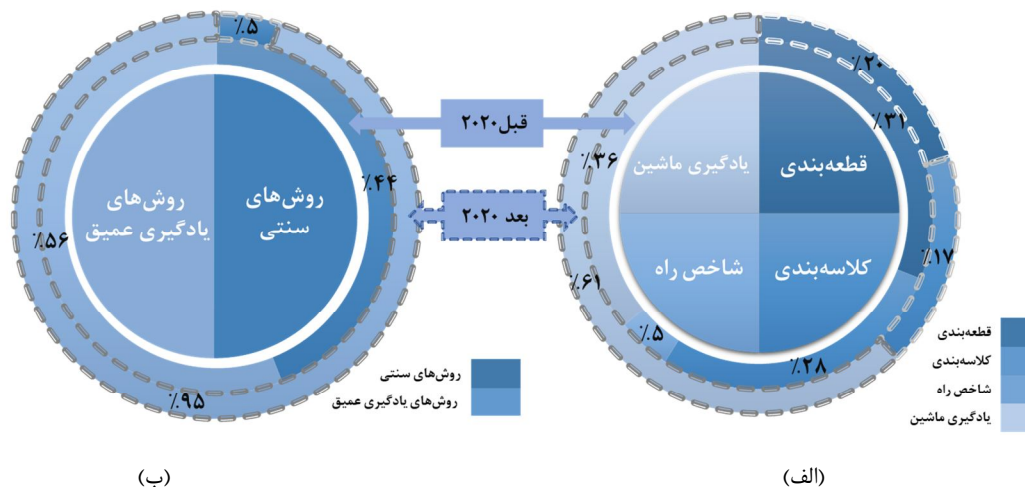 ٪۲۰
٪۳۱
قطعه‌بندی
یادگیری ماشین
٪۳۶
کلاسه‌بندی
شاخص راه
٪۱۷
٪۶۱
٪۵
٪۲۸
قطعه‌بندی
کلاسه‌بندی
شاخص راه
یادگیری ماشین
(الف)
قبل۲۰۲۰
بعد ۲۰۲۰
٪۵
٪۴۴
روش‌های
سنتی
روش‌های
یادگیری عمیق
٪۵۶
٪۹۵
روش‌های سنتی
روش‌های یادگیری عمیق
(ب)